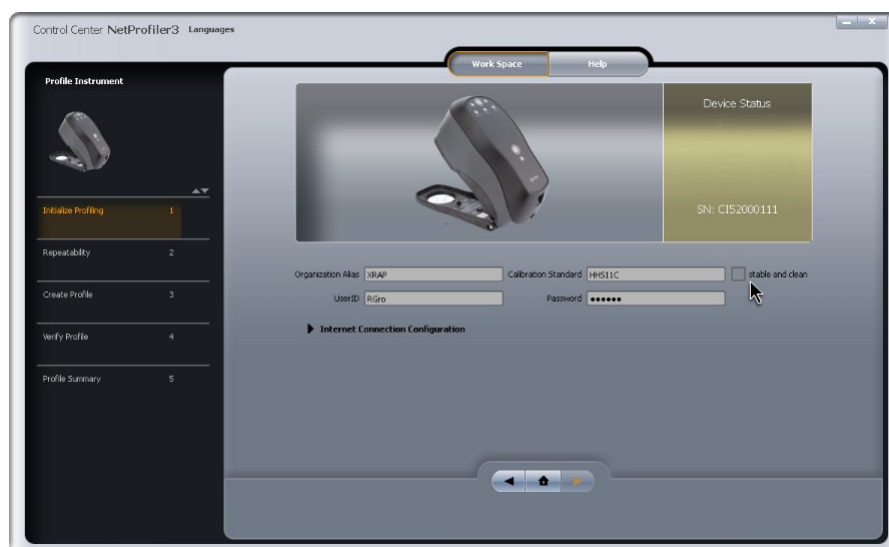 Control Center NetProfiler3 Languages
Work Space Help
Profile Instrument
Initialize Profiling 1
Repeatability 2
Create Profile 3
Verify Profile 4
Profile Summary 5
Device Status
SN: CI52000111
Organization Alias XRAP Calibration Standard HHS11C stable and clean
UserID RGro Password ●●●●●●
Internet Connection Configuration